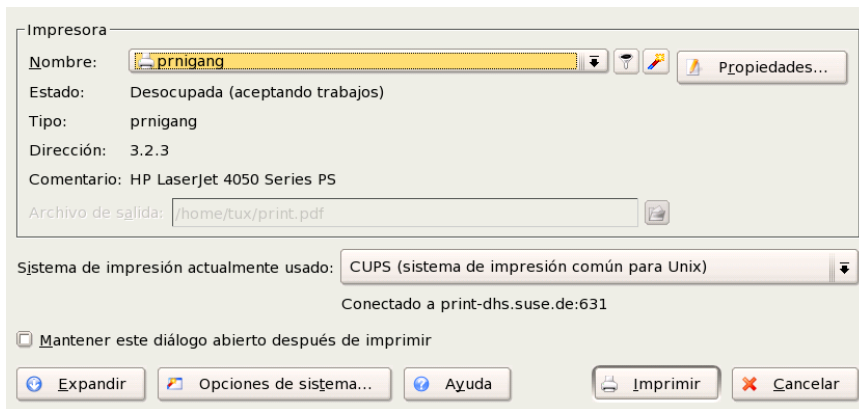 Impresora
Nombre: prnigang Propiedades...
Estado: Desocupada (aceptando trabajos)
Tipo: prnigang
Dirección: 3.2.3
Comentario: HP LaserJet 4050 Series PS
Archivo de salida: /home/tux/print.pdf
Sistema de impresión actualmente usado: CUPS (sistema de impresión común para Unix)
Conectado a print-dhs.suse.de:631
Mantener este diálogo abierto después de imprimir
Expandir Opciones de sistema... Ayuda Imprimir Cancelar